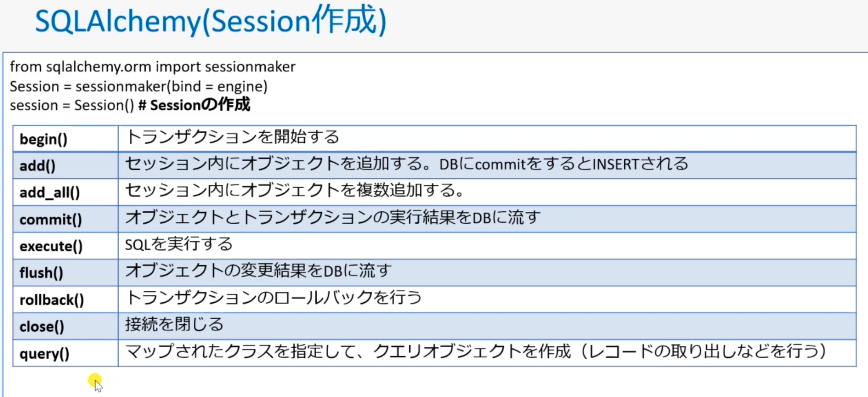 SQLAlchemy(Session作成)
from sqlalchemy.orm import sessionmaker
Session = sessionmaker(bind = engine)
session = Session() # Sessionの作成
begin() トランザクションを開始する
add() セッション内にオブジェクトを追加する。DBにcommitをするとINSERTされる
add_all() セッション内にオブジェクトを複数追加する。
commit() オブジェクトとトランザクションの実行結果をDBに流す
execute() SQLを実行する
flush() オブジェクトの変更結果をDBに流す
rollback() トランザクションのロールバックを行う
close() 接続を閉じる
query() マップされたクラスを指定して、クエリオブジェクトを作成（レコードの取り出しなどを行う）